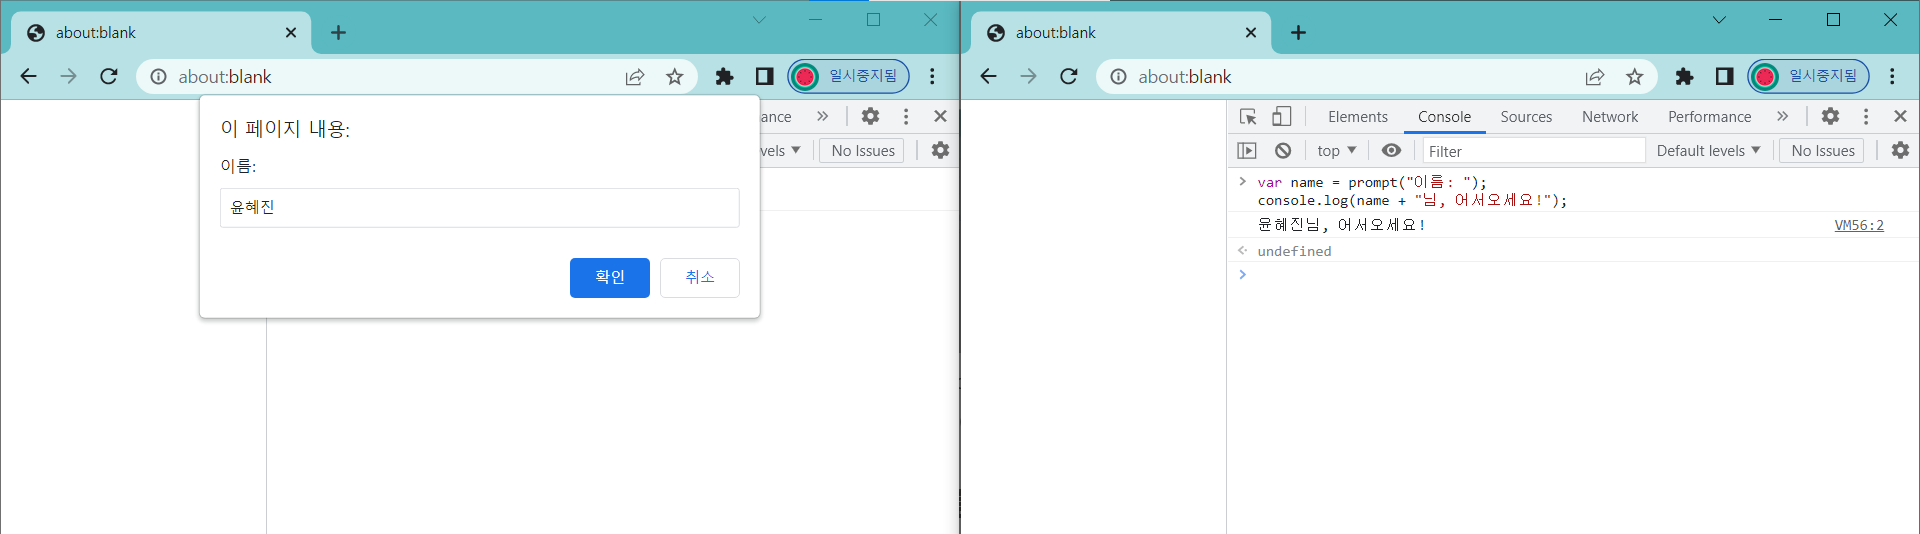 about:blank
about:blank
일시중지됨
이 페이지 내용:
이름:
윤혜진
확인 취소
ance
vels No Issues
about:blank
about:blank
일시중지됨
Elements Console Sources Network Performance
top Filter Default levels No Issues
var name = prompt("이름: ");
console.log(name + "님, 어서오세요!");
윤혜진님, 어서오세요! VM56:2
undefined